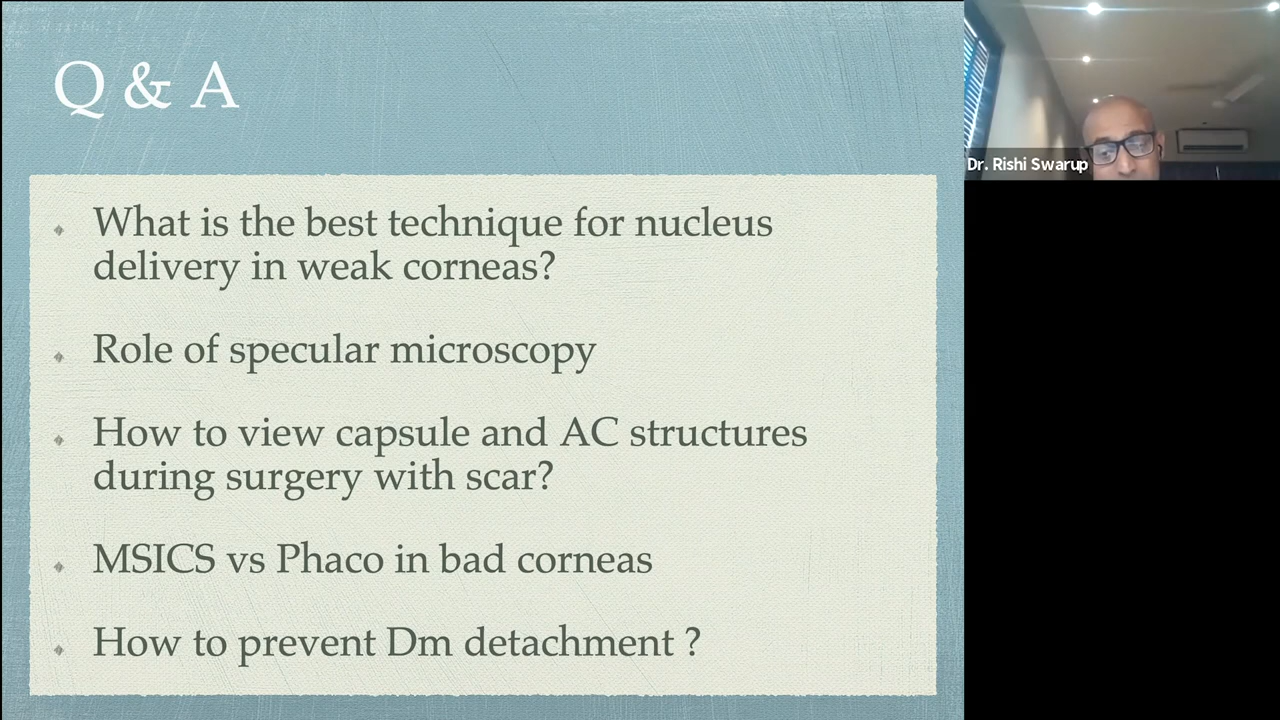 Q & A
Dr. Rishi Swarup
What is the best technique for nucleus
delivery in weak corneas?
Role of specular microscopy
How to view capsule and AC structures
during surgery with scar?
MSICS vs Phaco in bad corneas
How to prevent Dm detachment ?